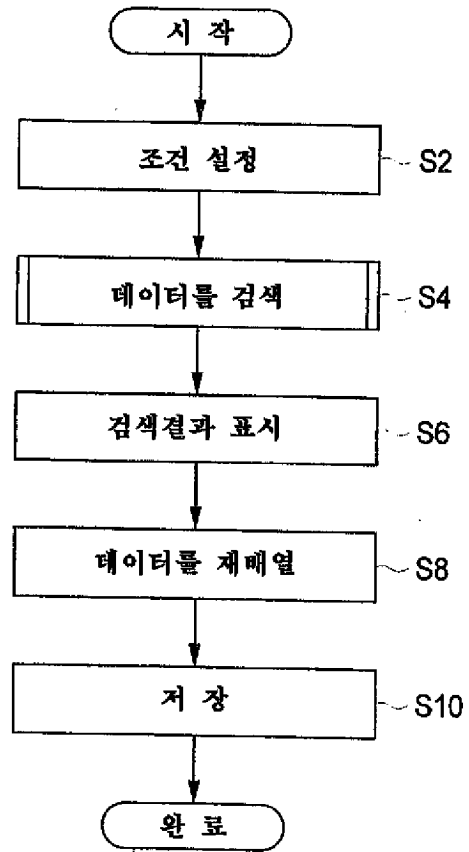 시 작
조건 설정
S2
데이터를 검색
S4
검색결과 표시
S6
데이터를 재배열
S8
저 장
S10
완 료